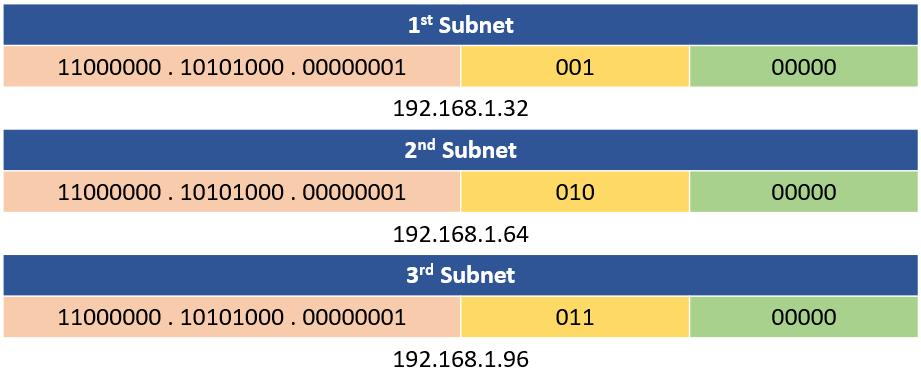 1st Subnet
11000000 . 10101000 . 00000001 001 00000
192.168.1.32
2nd Subnet
11000000 . 10101000 . 00000001 010 00000
192.168.1.64
3rd Subnet
11000000 . 10101000 . 00000001 011 00000
192.168.1.96